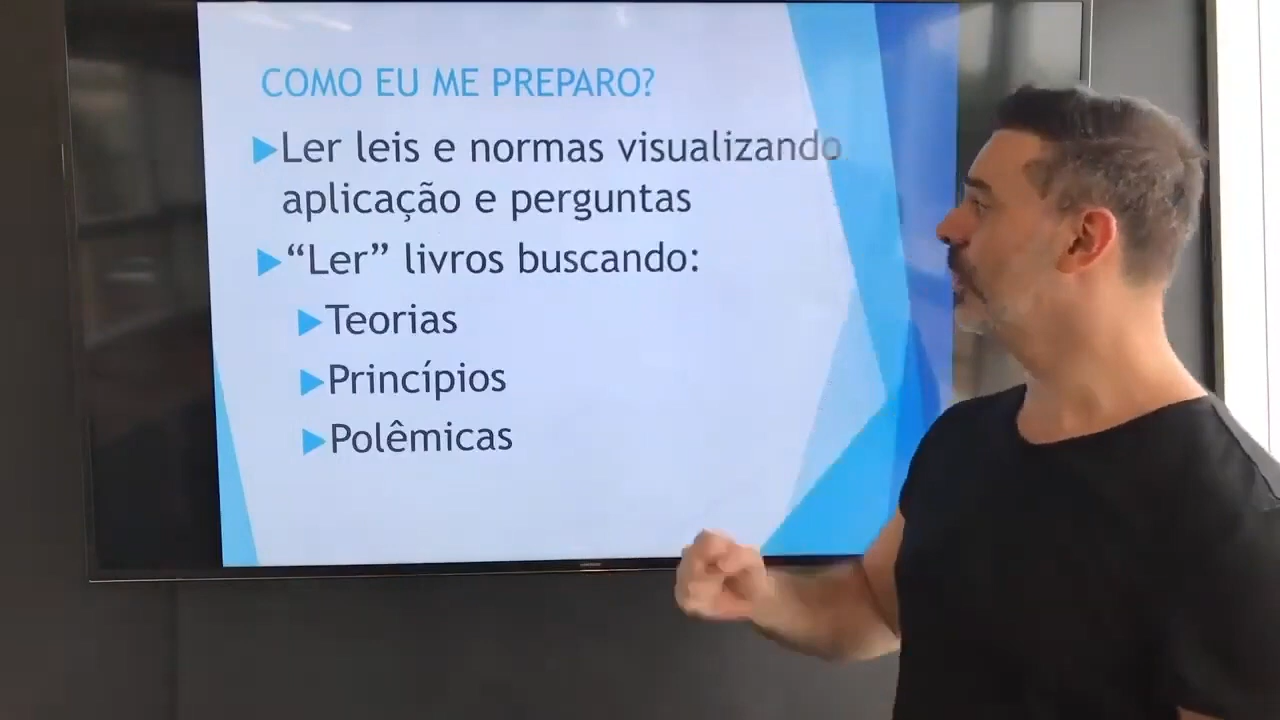 COMO EU ME PREPARO?
Ler leis e normas visualizando
aplicação e perguntas
“Ler” livros buscando:
Teorias
Princípios
Polêmicas